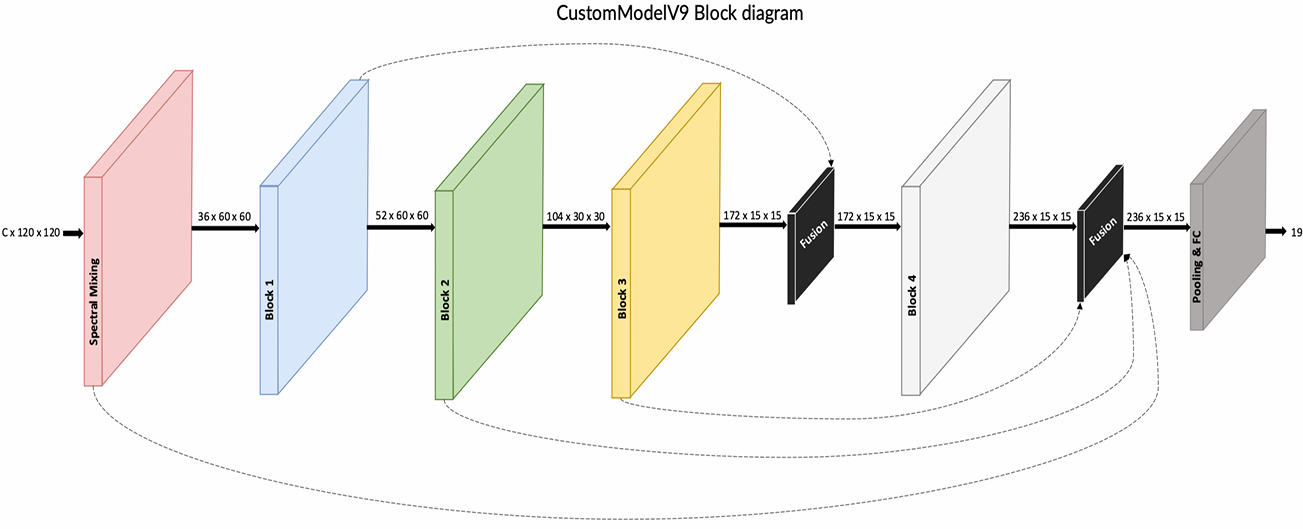 CustomModelV9 Block diagram
C x 120 x 120
Spectral Mixing
36 x 60 x 60
Block 1
52 x 60 x 60
Block 2
104 x 30 x 30
Block 3
172 x 15 x 15
Fusion
172 x 15 x 15
Block 4
236 x 15 x 15
Fusion
236 x 15 x 15
Pooling & FC
19